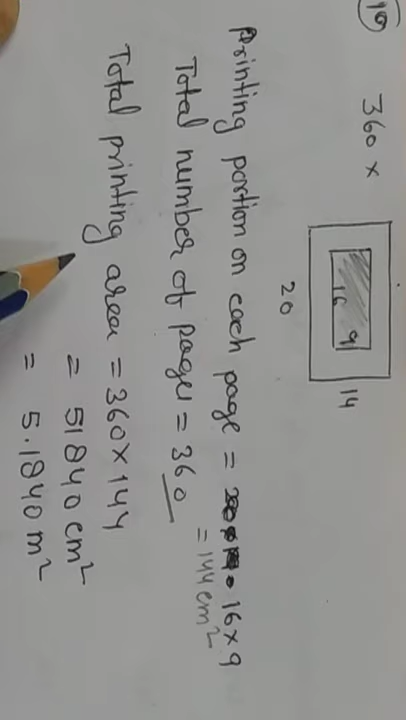 19
360 ×
16
9
20
14
Printing portion on each page = 16 × 9
= 144 cm²
Total number of pages = 360
Total printing area = 360 × 144
= 51840 cm²
= 5.1840 m²